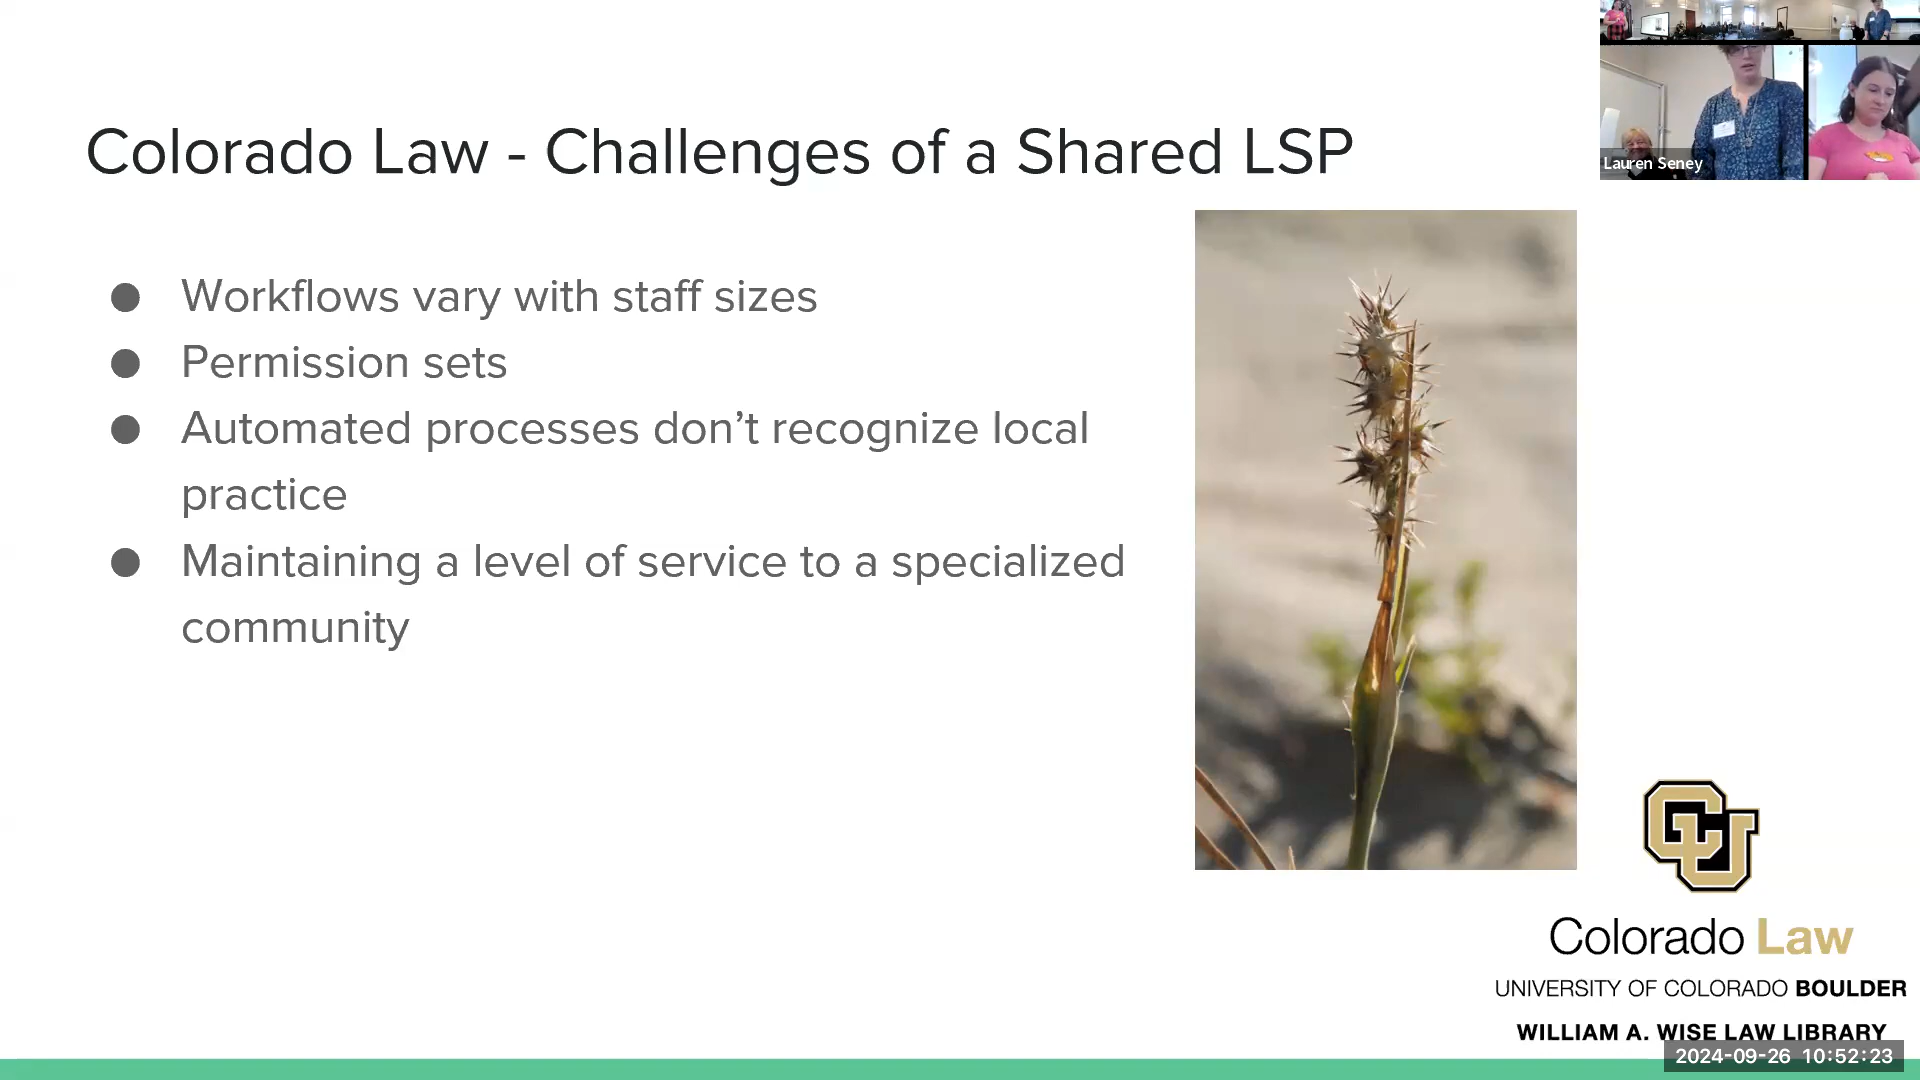 Colorado Law - Challenges of a Shared LSP
Lauren Seney
● Workflows vary with staff sizes
● Permission sets
● Automated processes don’t recognize local
practice
● Maintaining a level of service to a specialized
community
CU
Colorado Law
UNIVERSITY OF COLORADO BOULDER
WILLIAM A. WISE LAW LIBRARY
2024-09-26 10:52:23